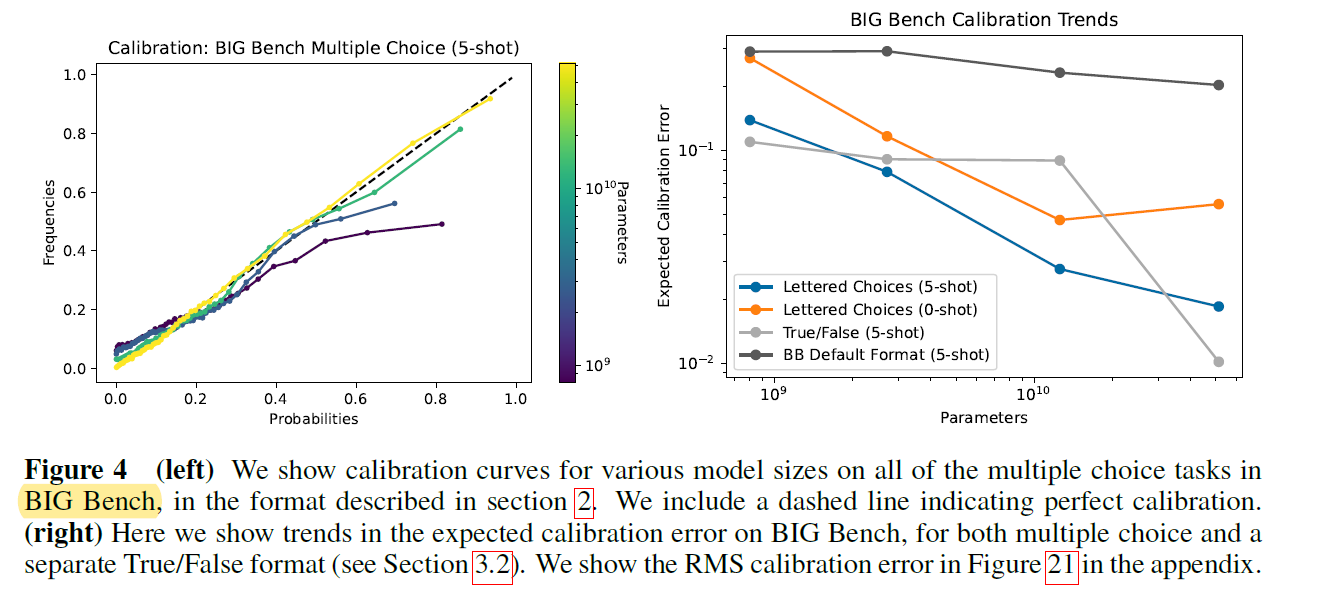 Calibration: BIG Bench Multiple Choice (5-shot)
1.0
0.8
0.6
0.4
0.2
0.0
Frequencies
0.0 0.2 0.4 0.6 0.8 1.0
Probabilities
10^10
10^9
Parameters
BIG Bench Calibration Trends
10^-1
10^-2
Expected Calibration Error
Lettered Choices (5-shot)
Lettered Choices (0-shot)
True/False (5-shot)
BB Default Format (5-shot)
10^9 10^10
Parameters
Figure 4 (left) We show calibration curves for various model sizes on all of the multiple choice tasks in
BIG Bench, in the format described in section 2. We include a dashed line indicating perfect calibration.
(right) Here we show trends in the expected calibration error on BIG Bench, for both multiple choice and a
separate True/False format (see Section 3.2). We show the RMS calibration error in Figure 21 in the appendix.